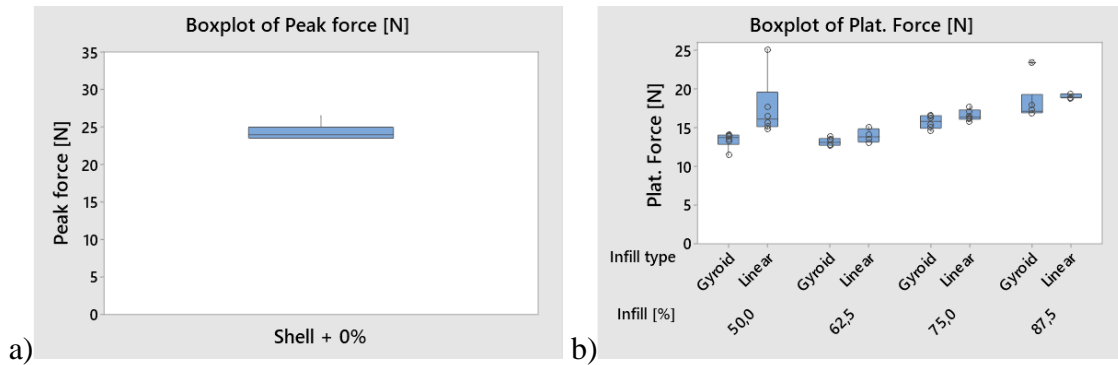 Boxplot of Peak force [N]
Peak force [N]
35
30
25
20
15
10
5
0
Shell + 0%
a)
Boxplot of Plat. Force [N]
Plat. Force [N]
25
20
15
10
5
0
Infill type
Gyroid Linear Gyroid Linear Gyroid Linear Gyroid Linear
Infill [%]
50,0 62,5 75,0 87,5
b)